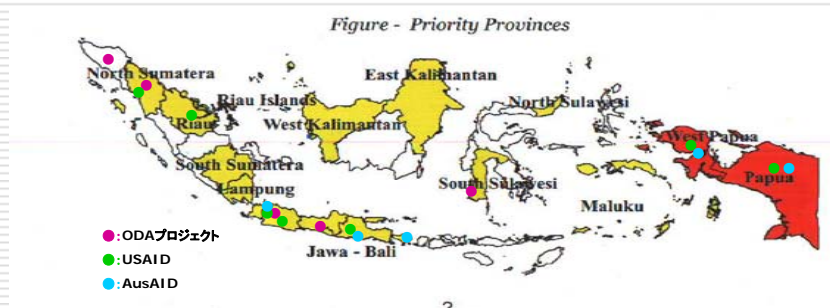 Figure - Priority Provinces
North Sumatera
East Kalimantan
Riau Islands
North Sulawesi
Riau
West Kalimantan
West Papua
South Sumatera
Papua
Lampung
South Sulawesi
Maluku
:ODAプロジェクト
Jawa - Bali
:USAID
:AusAID